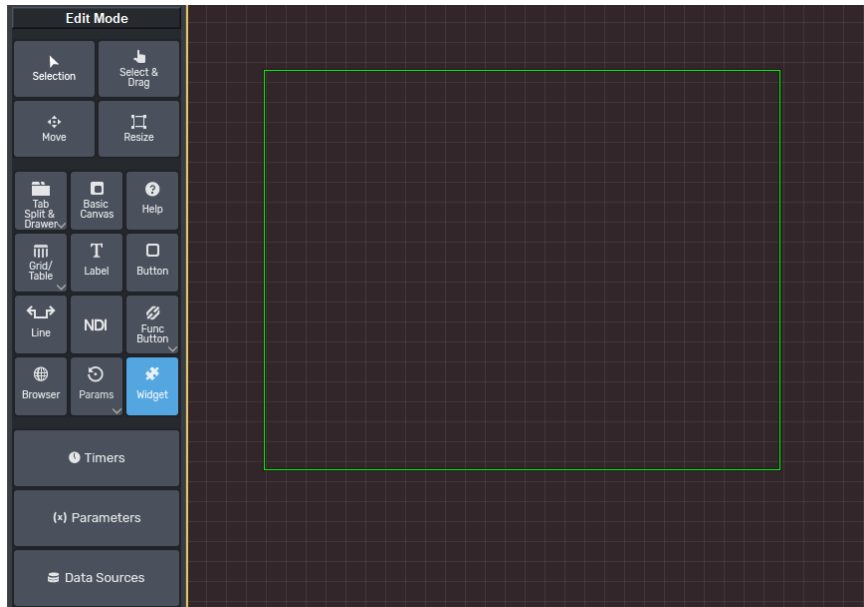 Edit Mode
Selection
Select &
Drag
Move
Resize
Tab
Split &
Drawer
Basic
Canvas
Help
Grid/
Table
T
Label
Button
Line
NDI
Func
Button
Browser
Params
Widget
Timers
(x) Parameters
Data Sources